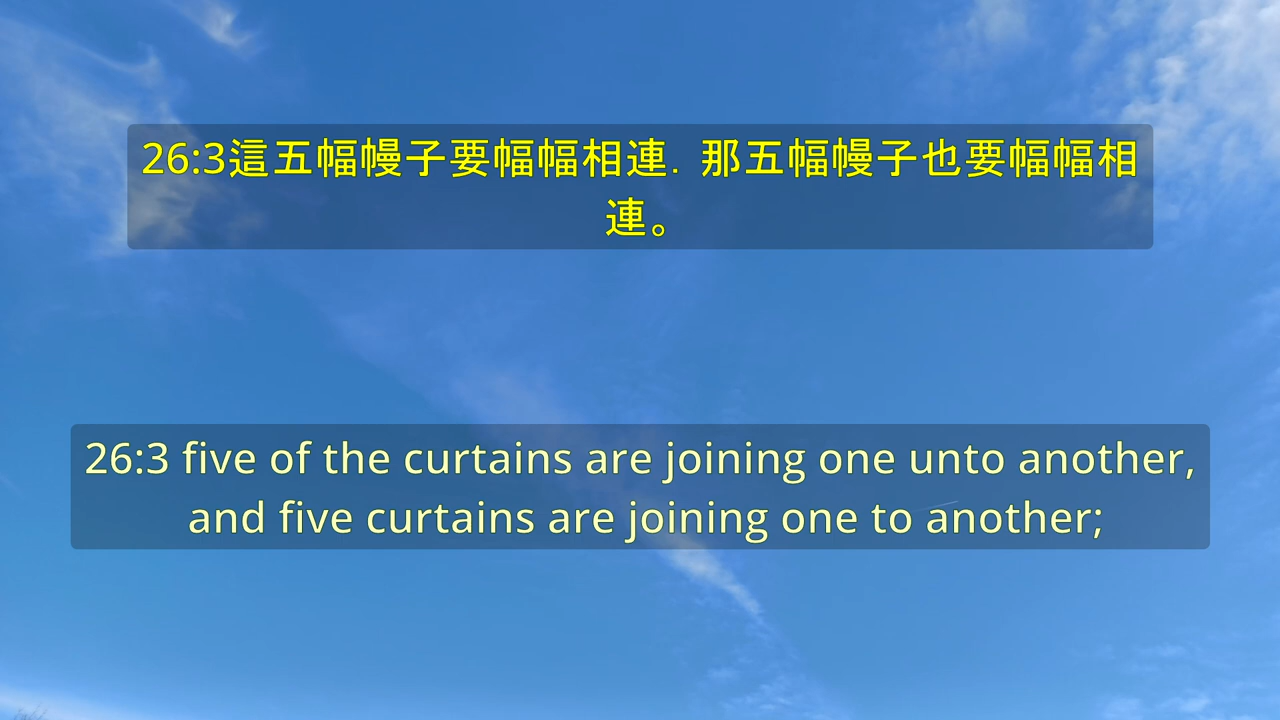 26:3這五幅幔子要幅幅相連．那五幅幔子也要幅幅相
連。
26:3 five of the curtains are joining one unto another,
and five curtains are joining one to another;